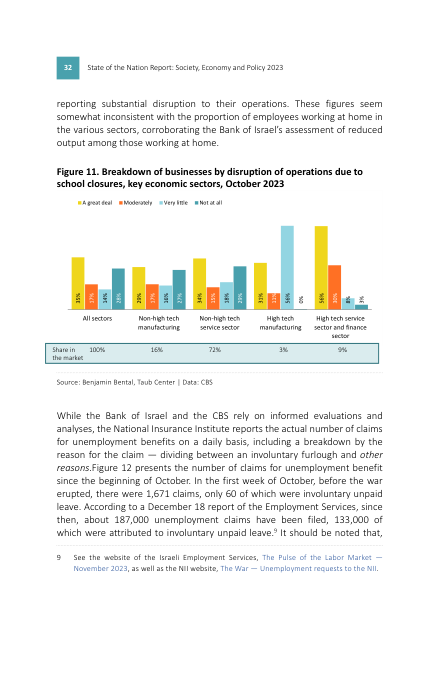 32 State of the Nation Report: Society, Economy and Policy 2023
reporting substantial disruption to their operations. These figures seem
somewhat inconsistent with the proportion of employees working at home in
the various sectors, corroborating the Bank of Israel's assessment of reduced
output among those working at home.
Figure 11. Breakdown of businesses by disruption of operations due to
school closures, key economic sectors, October 2023
A great deal Moderately Very little Not at all
35% 17% 14% 28% 29% 17% 16% 27% 34% 15% 18% 29% 31% 11% 56% 0% 56% 30% 8% 3%
All sectors Non-high tech Non-high tech High tech High tech service
manufacturing service sector manufacturing sector and finance
sector
Share in 100% 16% 72% 3% 9%
the market
Source: Benjamin Bental, Taub Center | Data: CBS
While the Bank of Israel and the CBS rely on informed evaluations and
analyses, the National Insurance Institute reports the actual number of claims
for unemployment benefits on a daily basis, including a breakdown by the
reason for the claim — dividing between an involuntary furlough and other
reasons.Figure 12 presents the number of claims for unemployment benefit
since the beginning of October. In the first week of October, before the war
erupted, there were 1,671 claims, only 60 of which were involuntary unpaid
leave. According to a December 18 report of the Employment Services, since
then, about 187,000 unemployment claims have been filed, 133,000 of
which were attributed to involuntary unpaid leave.9 It should be noted that,
9 See the website of the Israeli Employment Services, The Pulse of the Labor Market —
November 2023, as well as the NII website, The War — Unemployment requests to the NII.